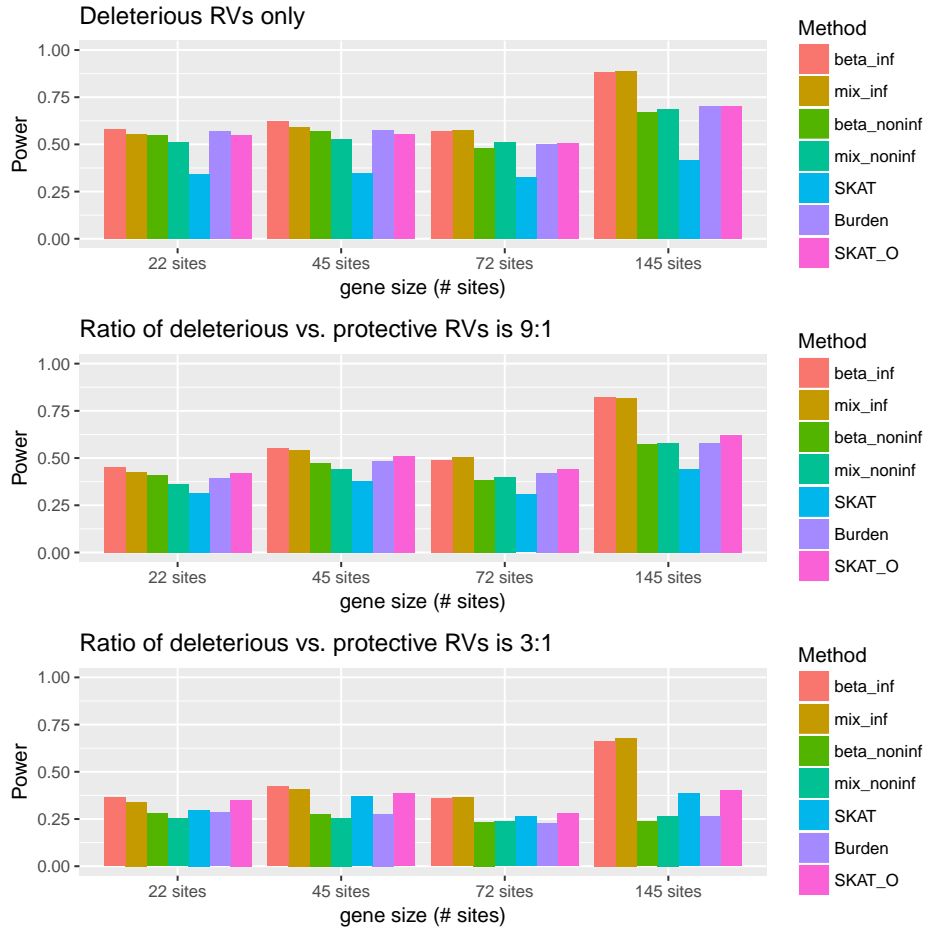 Deleterious RVs only
Power
1.00
0.75
0.50
0.25
0.00
22 sites
45 sites
72 sites
145 sites
gene size (# sites)
Method
beta_inf
mix_inf
beta_noninf
mix_noninf
SKAT
Burden
SKAT_O
Ratio of deleterious vs. protective RVs is 9:1
Power
1.00
0.75
0.50
0.25
0.00
22 sites
45 sites
72 sites
145 sites
gene size (# sites)
Method
beta_inf
mix_inf
beta_noninf
mix_noninf
SKAT
Burden
SKAT_O
Ratio of deleterious vs. protective RVs is 3:1
Power
1.00
0.75
0.50
0.25
0.00
22 sites
45 sites
72 sites
145 sites
gene size (# sites)
Method
beta_inf
mix_inf
beta_noninf
mix_noninf
SKAT
Burden
SKAT_O